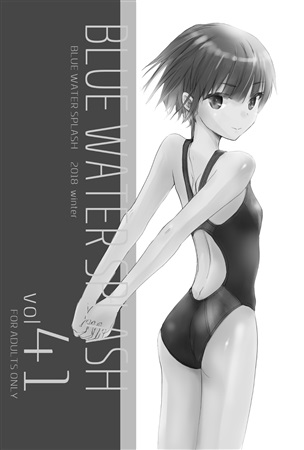 BLUE WATER SPLASH
BLUE WATER SPLASH 2018 winter
vol 41
FOR ADULTS ONLY